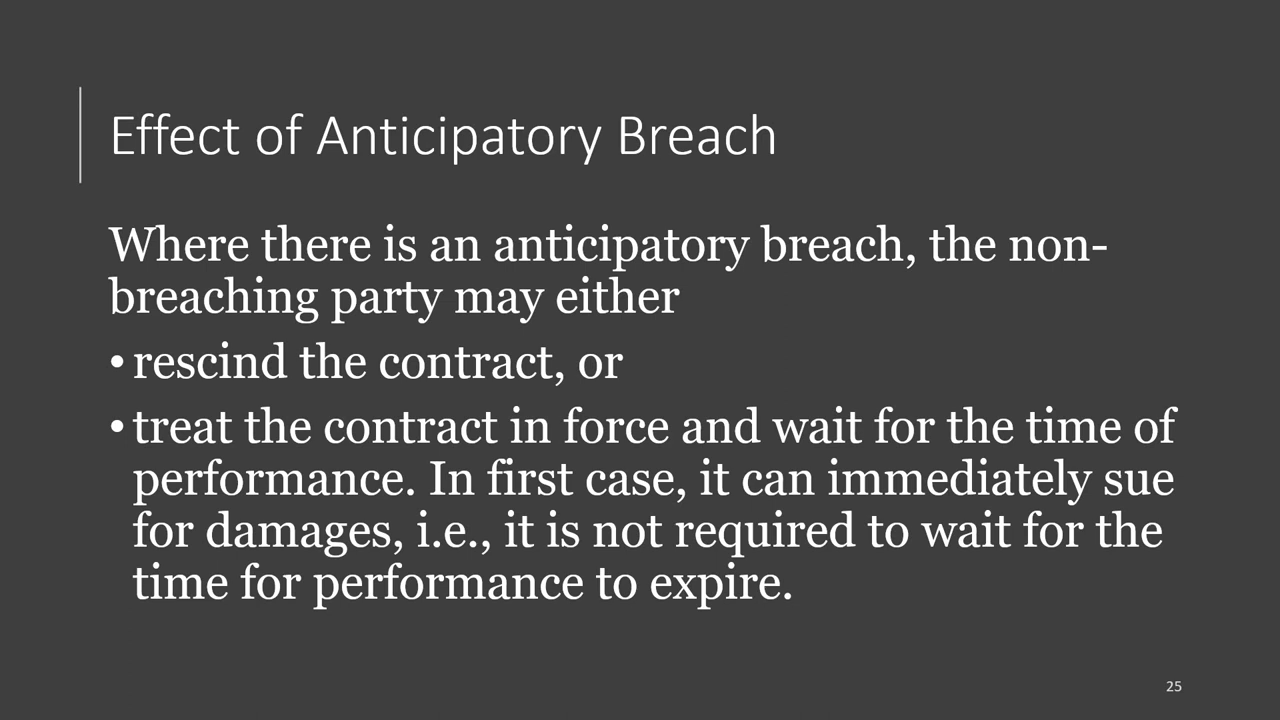 Effect of Anticipatory Breach
Where there is an anticipatory breach, the non-
breaching party may either
• rescind the contract, or
• treat the contract in force and wait for the time of
performance. In first case, it can immediately sue
for damages, i.e., it is not required to wait for the
time for performance to expire.
25